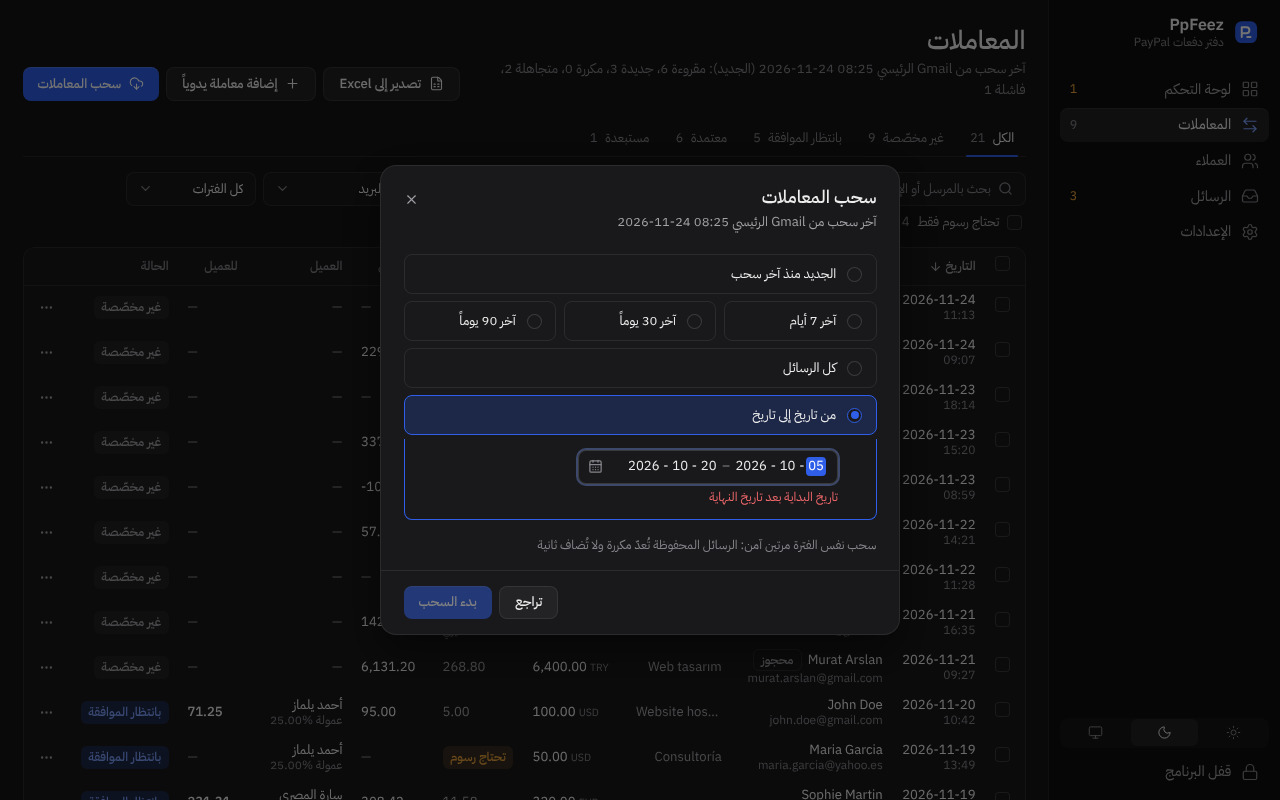 PpFeez
دفتر دفعات PayPal
لوحة التحكم 1
المعاملات 9
العملاء
الرسائل 3
الإعدادات
قفل البرنامج
المعاملات
آخر سحب من Gmail الرئيسي 2026-11-24 08:25 (الجديد): مقروءة 6، جديدة 3، مكررة 0، متجاهلة 2،
فاشلة 1
تصدير إلى Excel
إضافة معاملة يدوياً
سحب المعاملات
الكل 21 غير مخصّصة 9 بانتظار الموافقة 5 معتمدة 6 مستبعدة 1
بحث بالمرسل أو
كل الفترات
تحتاج رسوم فقط 4
سحب المعاملات
آخر سحب من Gmail الرئيسي 2026-11-24 08:25
الجديد منذ آخر سحب
آخر 7 أيام
آخر 30 يوماً
آخر 90 يوماً
كل الرسائل
من تاريخ إلى تاريخ
2026 - 10 - 20 – 2026 - 10 - 05
تاريخ البداية بعد تاريخ النهاية
سحب نفس الفترة مرتين آمن: الرسائل المحفوظة تُعدّ مكررة ولا تُضاف ثانية
تراجع
بدء السحب
التاريخ العميل للعميل الحالة
2026-11-24 — — — غير مخصّصة
11:13
2026-11-24 — — غير مخصّصة
09:07
2026-11-23 — — — غير مخصّصة
18:14
2026-11-23 — — غير مخصّصة
15:20
2026-11-23 — — غير مخصّصة
08:59
2026-11-22 — — غير مخصّصة
14:21
2026-11-22 — — — غير مخصّصة
11:28
2026-11-21 — — غير مخصّصة
16:35
2026-11-21 Murat Arslan محجوز Web tasarım 6,400.00 TRY 268.80 6,131.20 — — غير مخصّصة
09:27 murat.arslan@gmail.com
2026-11-20 John Doe Website hos... 100.00 USD 5.00 95.00 أحمد يلماز 71.25 بانتظار الموافقة
10:42 john.doe@gmail.com عمولة 25.00%
2026-11-19 Maria Garcia Consultoría 50.00 USD تحتاج رسوم — أحمد يلماز — بانتظار الموافقة
13:49 maria.garcia@yahoo.es عمولة 25.00%
2026-11-19 Sophie Martin سارة المصري